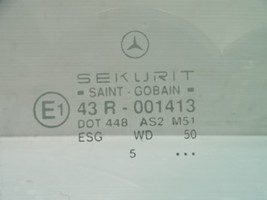 SEKURIT
= SAINT - GOBAIN =
E1 43 R - 001413
DOT 448 AS2 M51
ESG WD 50
5 ...